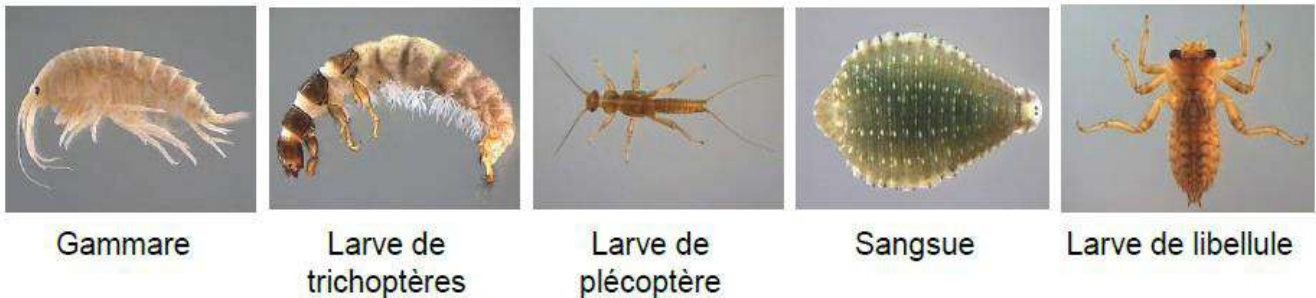 Gammare
Larve de
trichoptères
Larve de
plécoptère
Sangsue
Larve de libellule